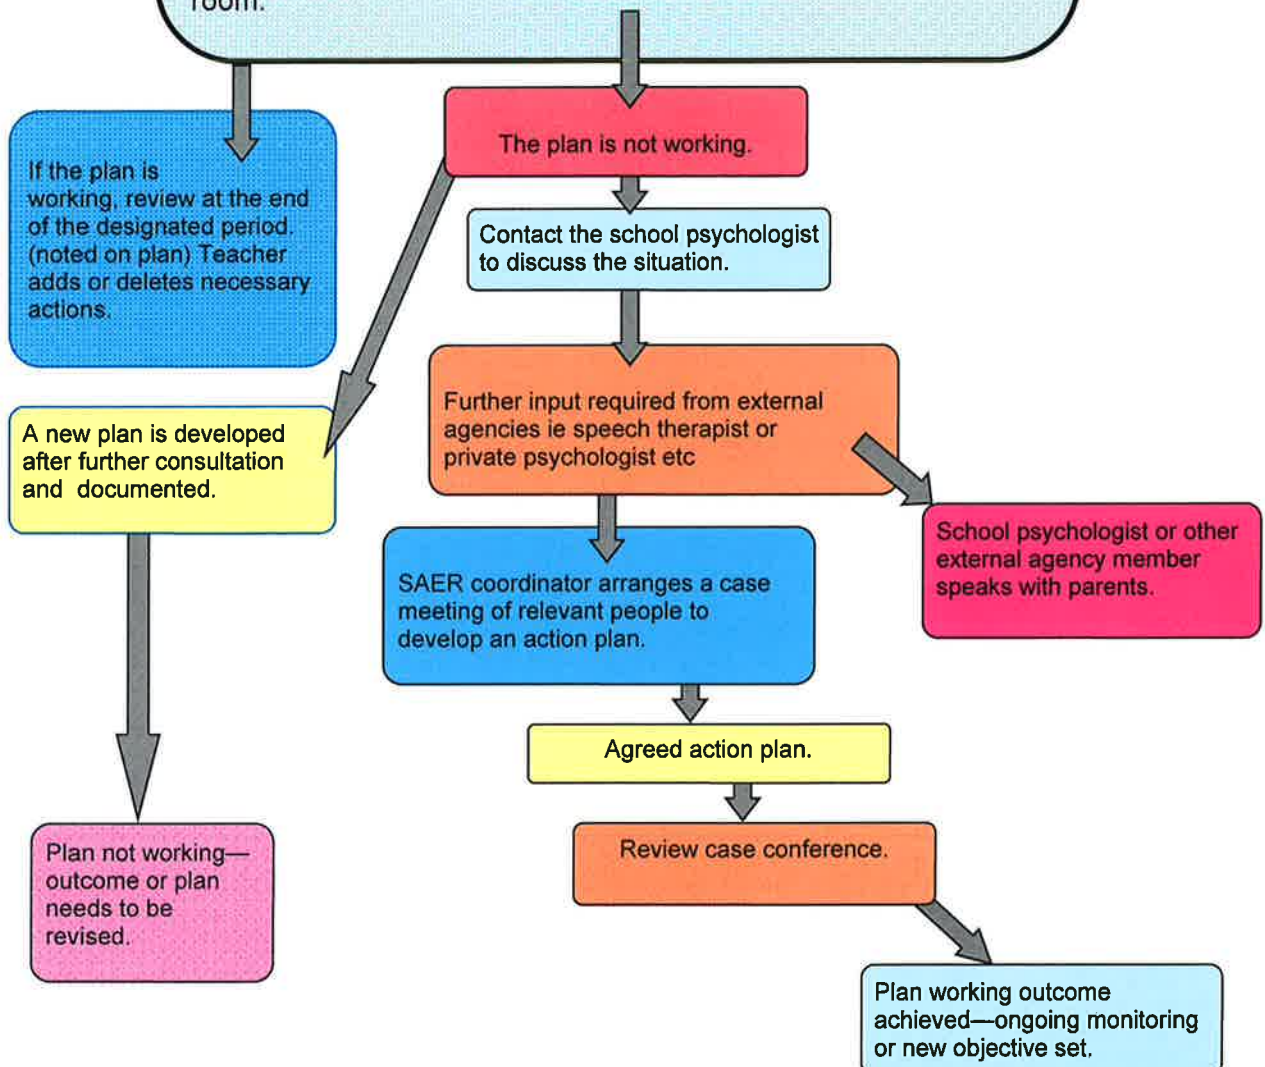 room.
The plan is not working.
If the plan is
working, review at the end
of the designated period.
(noted on plan) Teacher
adds or deletes necessary
actions.
Contact the school psychologist
to discuss the situation.
Further input required from external
agencies ie speech therapist or
private psychologist etc
A new plan is developed
after further consultation
and documented.
School psychologist or other
external agency member
speaks with parents.
SAER coordinator arranges a case
meeting of relevant people to
develop an action plan.
Agreed action plan.
Review case conference.
Plan not working—
outcome or plan
needs to be
revised.
Plan working outcome
achieved—ongoing monitoring
or new objective set.